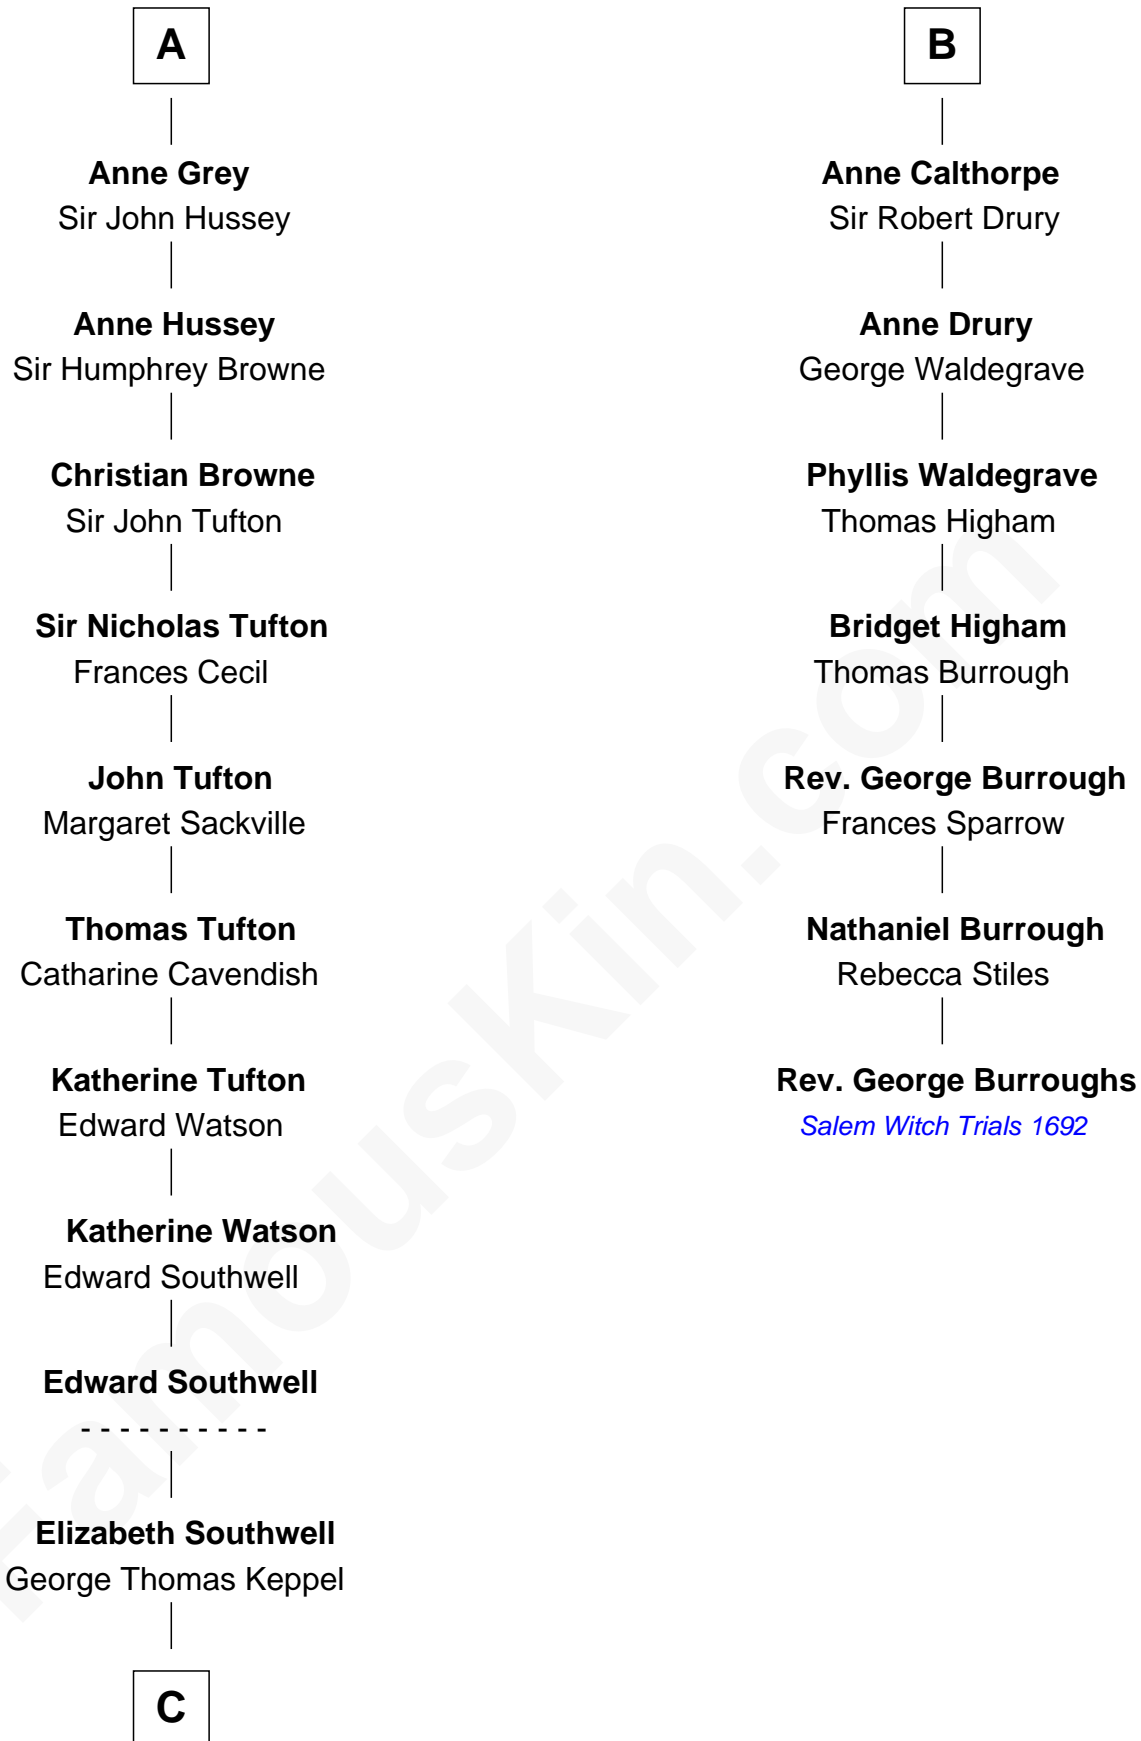 A
Anne Grey
Sir John Hussey
Anne Hussey
Sir Humphrey Browne
Christian Browne
Sir John Tufton
Sir Nicholas Tufton
Frances Cecil
John Tufton
Margaret Sackville
Thomas Tufton
Catharine Cavendish
Katherine Tufton
Edward Watson
Katherine Watson
Edward Southwell
Edward Southwell
- - - - - - - - - -
Elizabeth Southwell
George Thomas Keppel
C
B
Anne Calthorpe
Sir Robert Drury
Anne Drury
George Waldegrave
Phyllis Waldegrave
Thomas Higham
Bridget Higham
Thomas Burrough
Rev. George Burrough
Frances Sparrow
Nathaniel Burrough
Rebecca Stiles
Rev. George Burroughs
Salem Witch Trials 1692
FamousKin.com